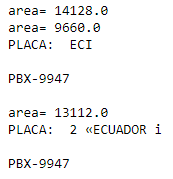 area= 14128.0
area= 9660.0
PLACA:  ECI
PBX-9947
area= 13112.0
PLACA:  2 «ECUADOR i
PBX-9947